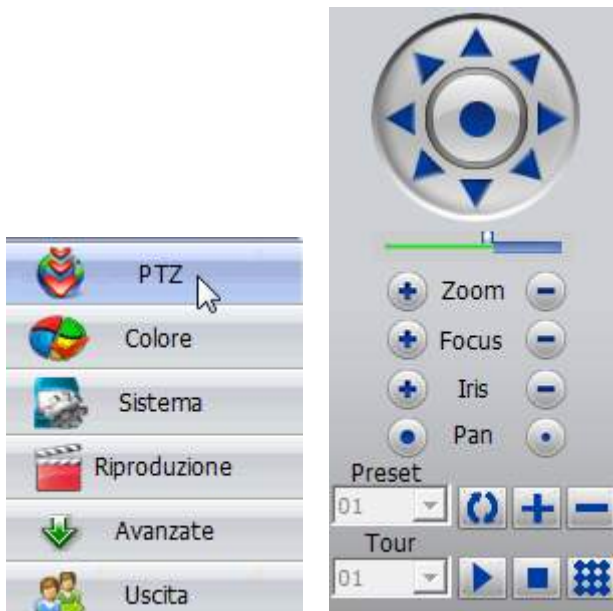 PTZ
Colore
Sistema
Riproduzione
Avanzate
Uscita
Zoom
Focus
Iris
Pan
Preset
01
Tour
01